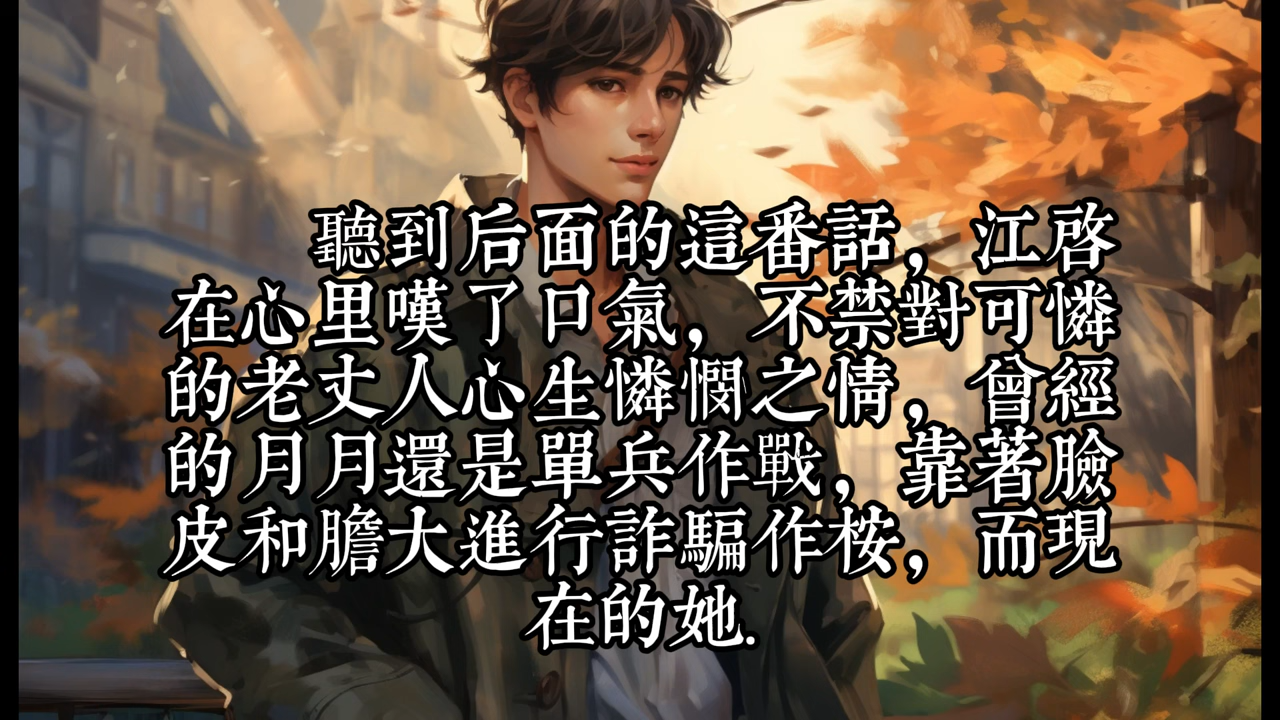 聽到后面的這番話，江啓
在心里嘆了口氣，不禁對可憐
的老丈人心生憐憫之情，曾經
的月月還是單兵作戰，靠著臉
皮和膽大進行詐騙作桉，而現
在的她.